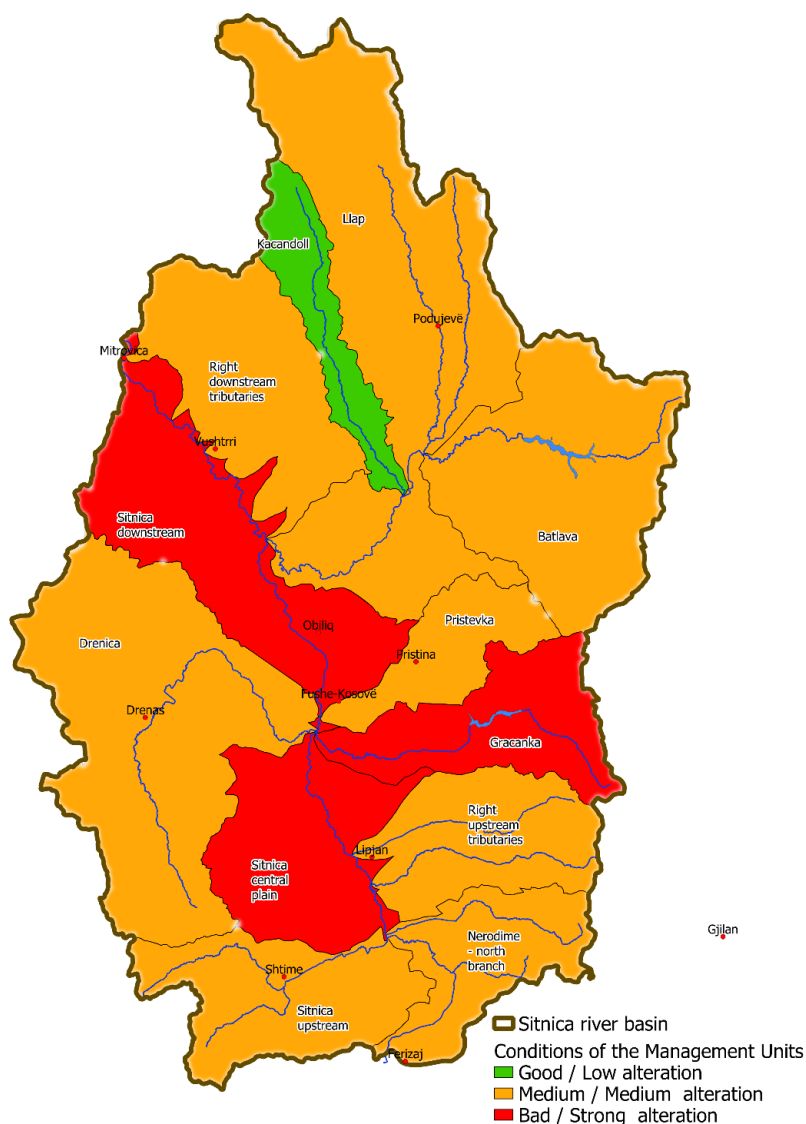 Llap
Kacandoll
Podujevë
Mitrovica
Right
downstream
tributaries
Vushtrri
Sitnica
downstream
Batlava
Objliq
Pristevka
Drenica
Pristina
Fushe-Kosovë
Drenas
Gracanka
Right
upstream
tributaries
Lipjan
Sitnica
central
plain
Gjilan
Nerodime
- north
branch
Shtime
Sitnica
upstream
Ferizaj
Sitnica river basin
Conditions of the Management Units
Good / Low alteration
Medium / Medium alteration
Bad / Strong alteration